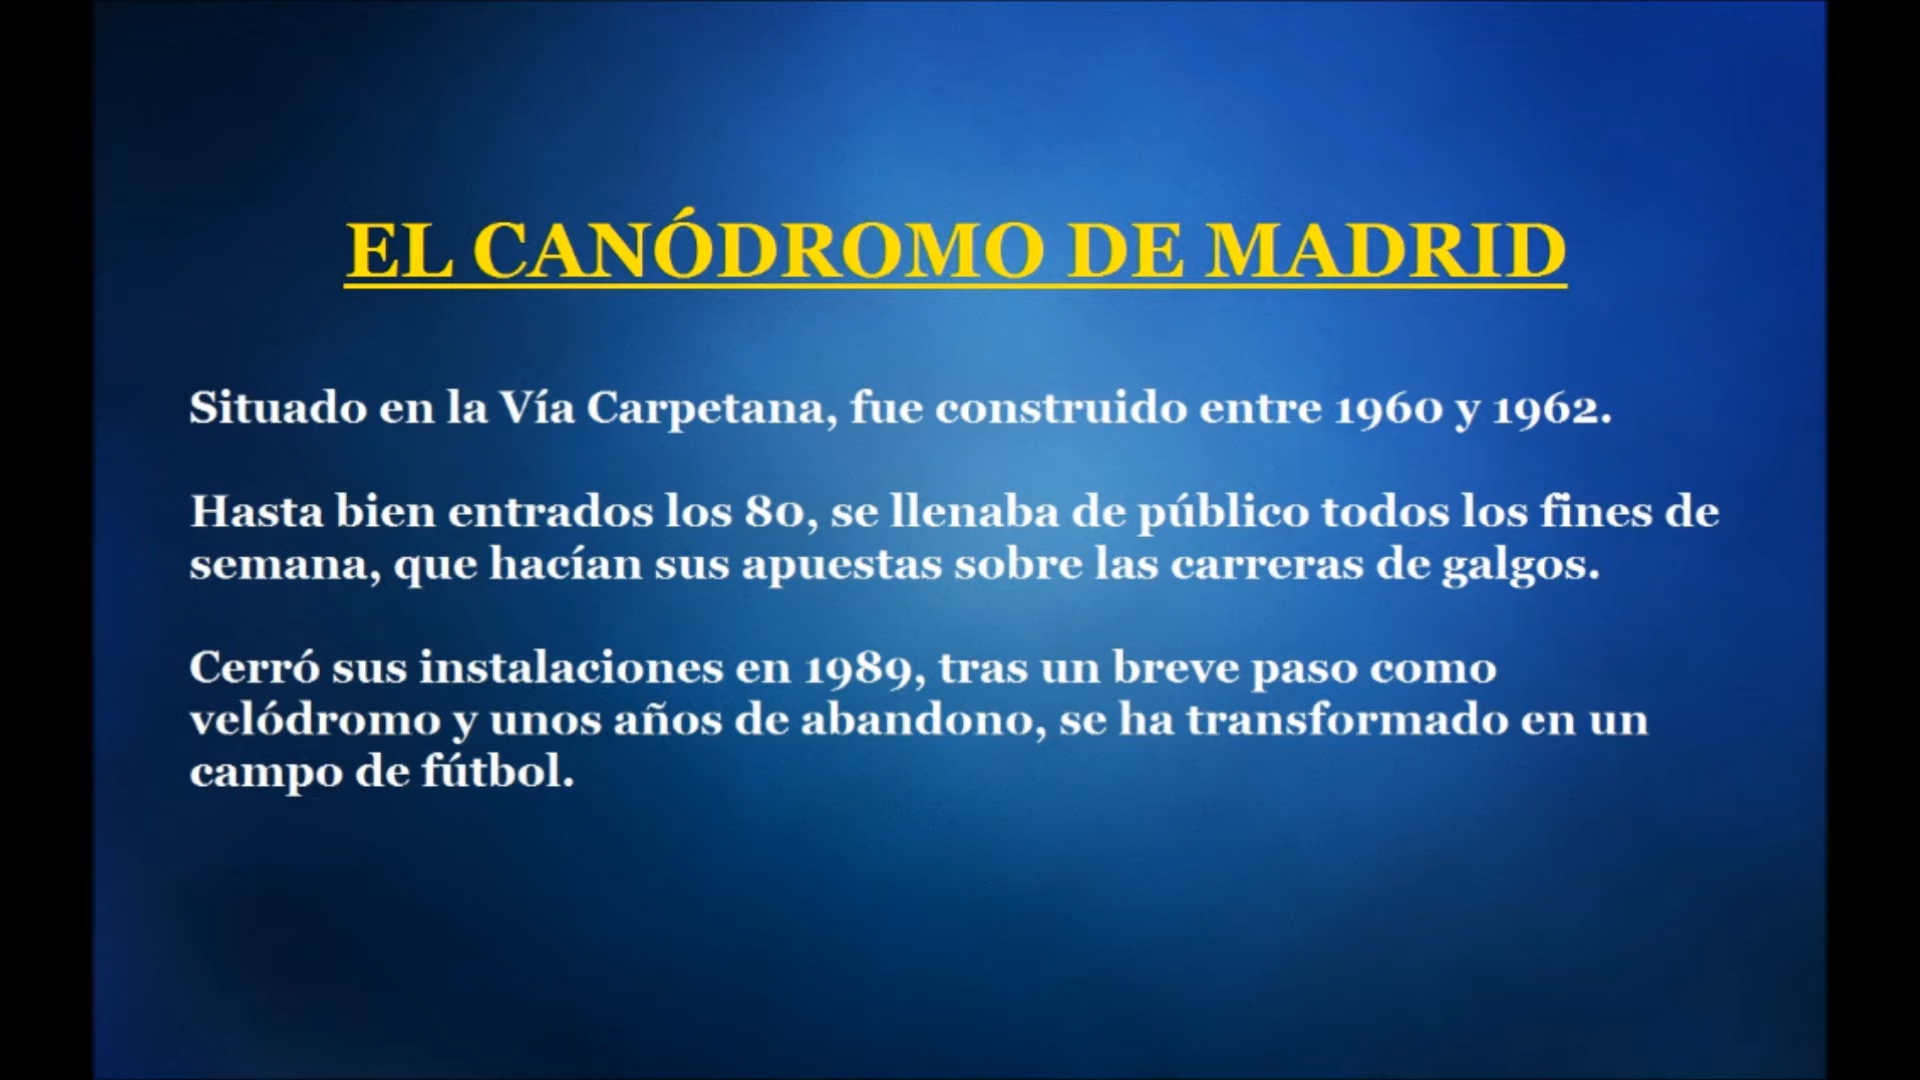 EL CANÓDROMO DE MADRID
Situado en la Vía Carpetana, fue construido entre 1960 y 1962.
Hasta bien entrados los 80, se llenaba de público todos los fines de
semana, que hacían sus apuestas sobre las carreras de galgos.
Cerró sus instalaciones en 1989, tras un breve paso como
velódromo y unos años de abandono, se ha transformado en un
campo de fútbol.